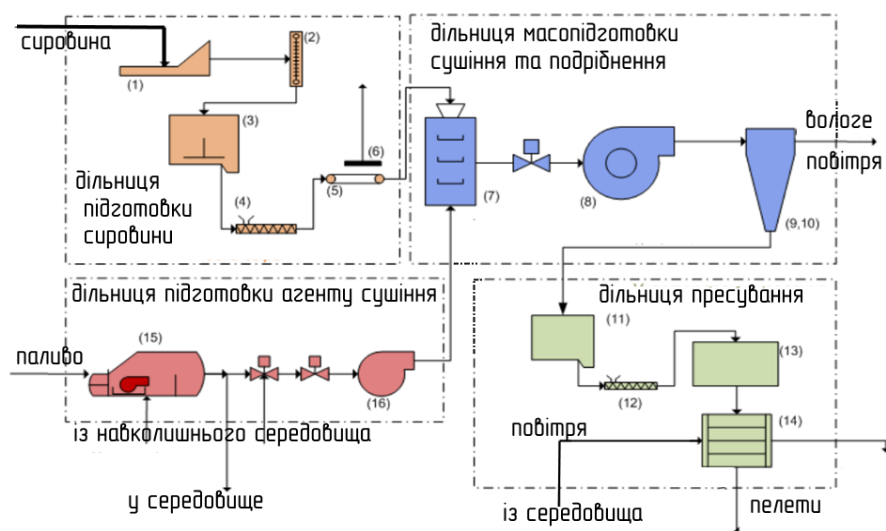 сировина
(1)
(2)
(3)
(4)
(5)
(6)
дільниця
підготовки
сировини
дільниця масопідготовки
сушіння та подрібнення
(7)
(8)
(9,10)
вологе
повітря
дільниця підготовки агенту сушіння
паливо
(15)
(16)
із навколишнього середовища
у середовище
дільниця пресування
(11)
(12)
(13)
(14)
повітря
із середовища
пелети